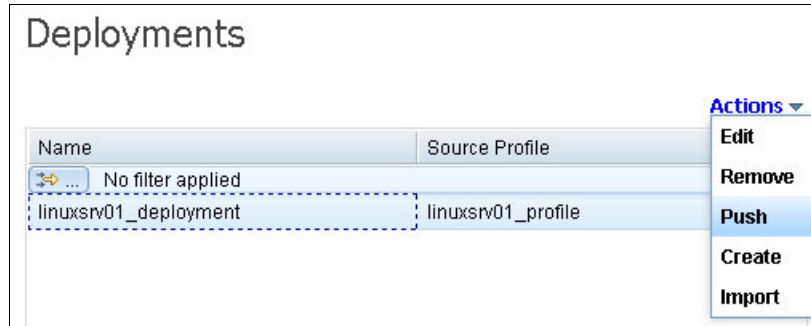 Deployments
Actions
Name Source Profile
... No filter applied
linuxsrv01_deployment linuxsrv01_profile
Edit
Remove
Push
Create
Import